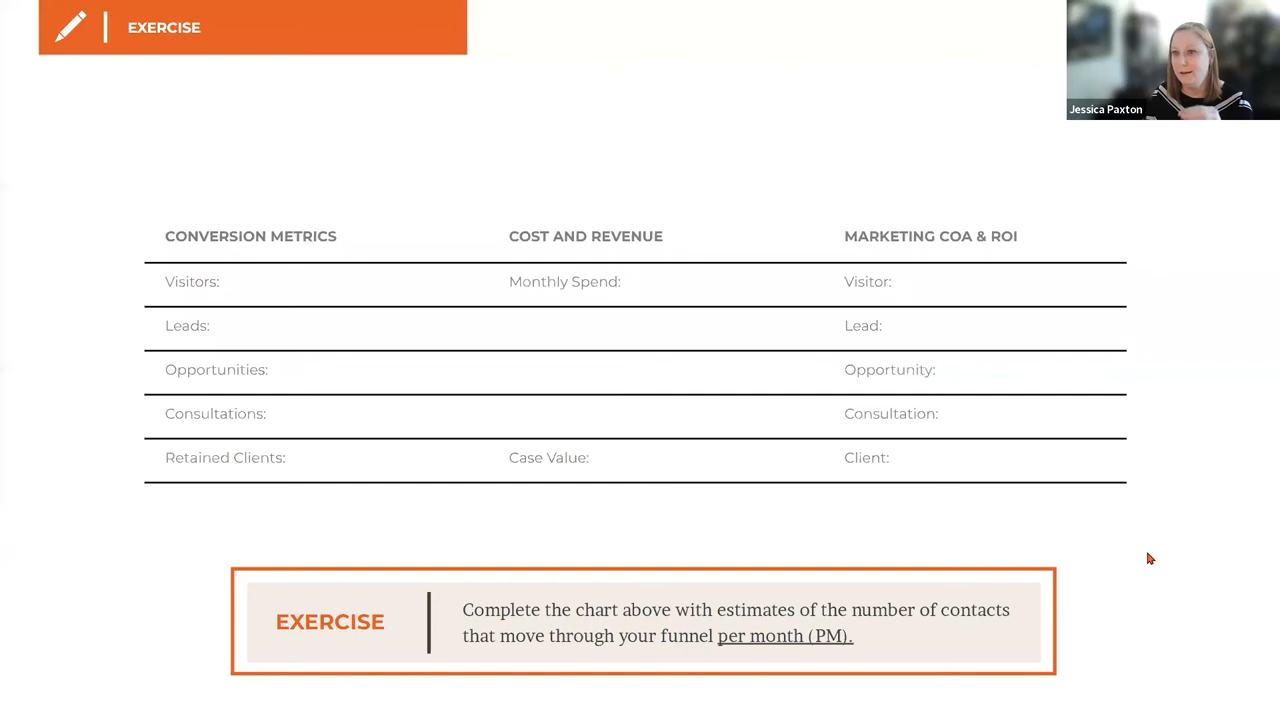 EXERCISE
Jessica Paxton
CONVERSION METRICS COST AND REVENUE MARKETING COA & ROI
Visitors: Monthly Spend: Visitor:
Leads: Lead:
Opportunities: Opportunity:
Consultations: Consultation:
Retained Clients: Case Value: Client:
EXERCISE
Complete the chart above with estimates of the number of contacts
that move through your funnel per month (PM).